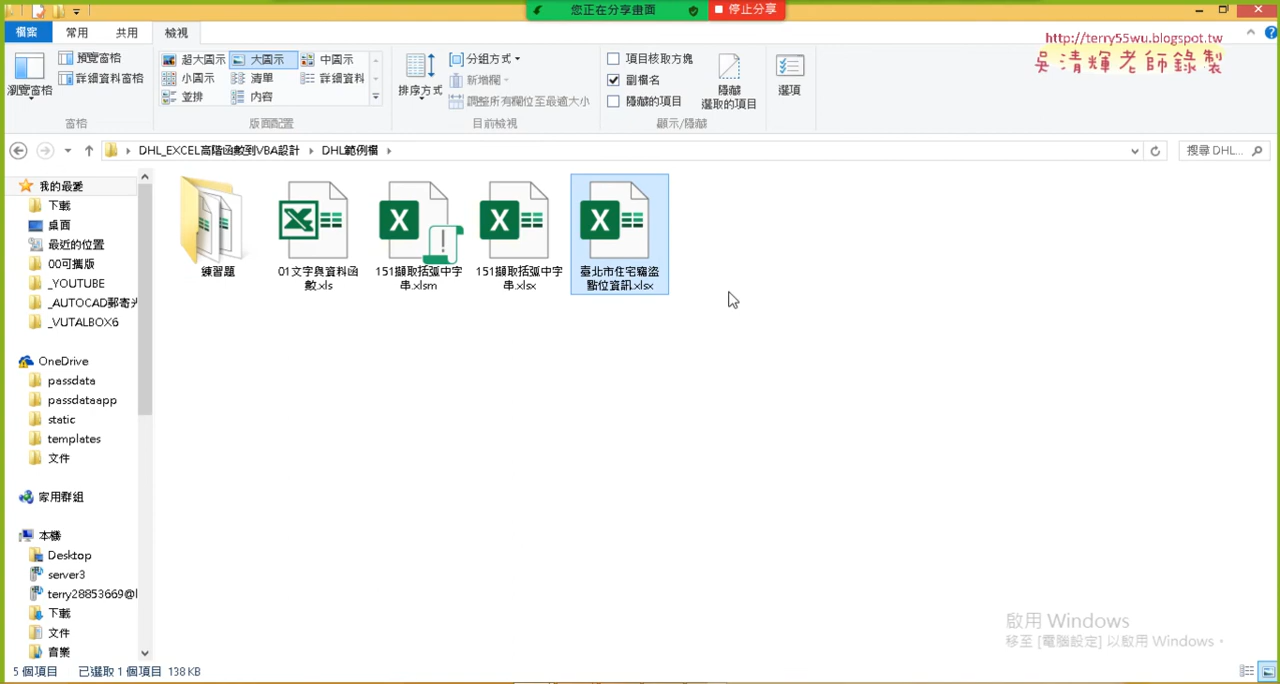 您正在分享畫面
停止分享
檔案
常用
共用
檢視
http://terry55wu.blogspot.tw
吳清輝老師錄製
瀏覽窗格
預覽窗格
詳細資料窗格
窗格
超大圖示
大圖示
中圖示
小圖示
清單
詳細資料
並排
內容
版面配置
排序方式
分組方式
新增欄
調整所有欄位至最適大小
目前檢視
項目核取方塊
副檔名
隱藏的項目
隱藏
選取的項目
顯示/隱藏
選項
DHL_EXCEL高階函數到VBA設計
DHL範例檔
搜尋 DHL...
我的最愛
下載
桌面
最近的位置
00可攜版
_YOUTUBE
_AUTOCAD郵寄光
_VUTALBOX6
OneDrive
passdata
passdataapp
static
templates
文件
家用群組
本機
Desktop
server3
terry28853669@
下載
文件
音樂
練習題
01文字與資料函
數.xls
151擷取括弧中字
串.xlsm
151擷取括弧中字
串.xlsx
臺北市住宅竊盜
點位資訊.xlsx
啟用 Windows
移至 [電腦設定] 以啟用 Windows。
5 個項目
已選取 1 個項目 138 KB